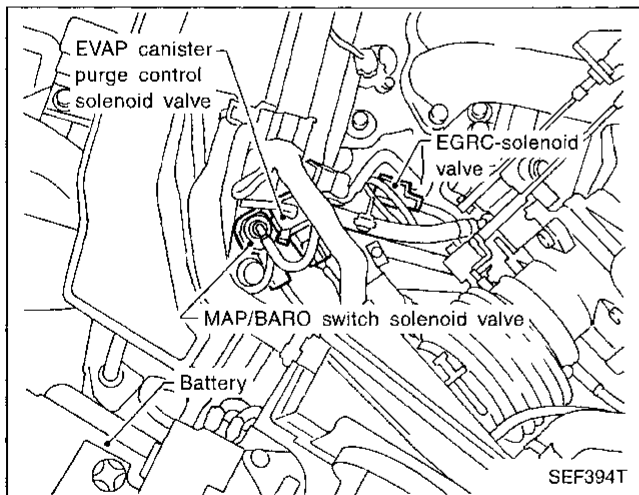 EVAP canister
purge control
solenoid valve
EGRC-solenoid
valve
MAP/BARO switch solenoid valve
Battery
SEF394T